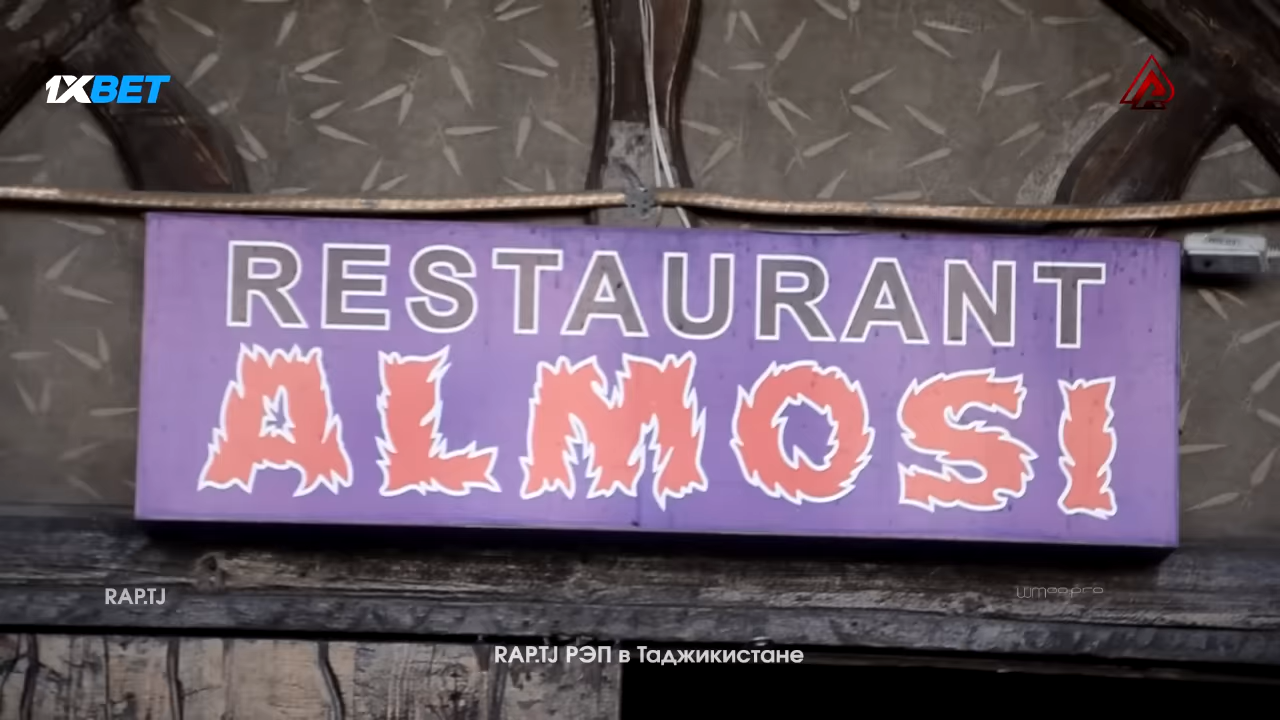 1XBET
RESTAURANT
ALMOSI
RAP.TJ
RAP.TJ РЭП в Таджикистане